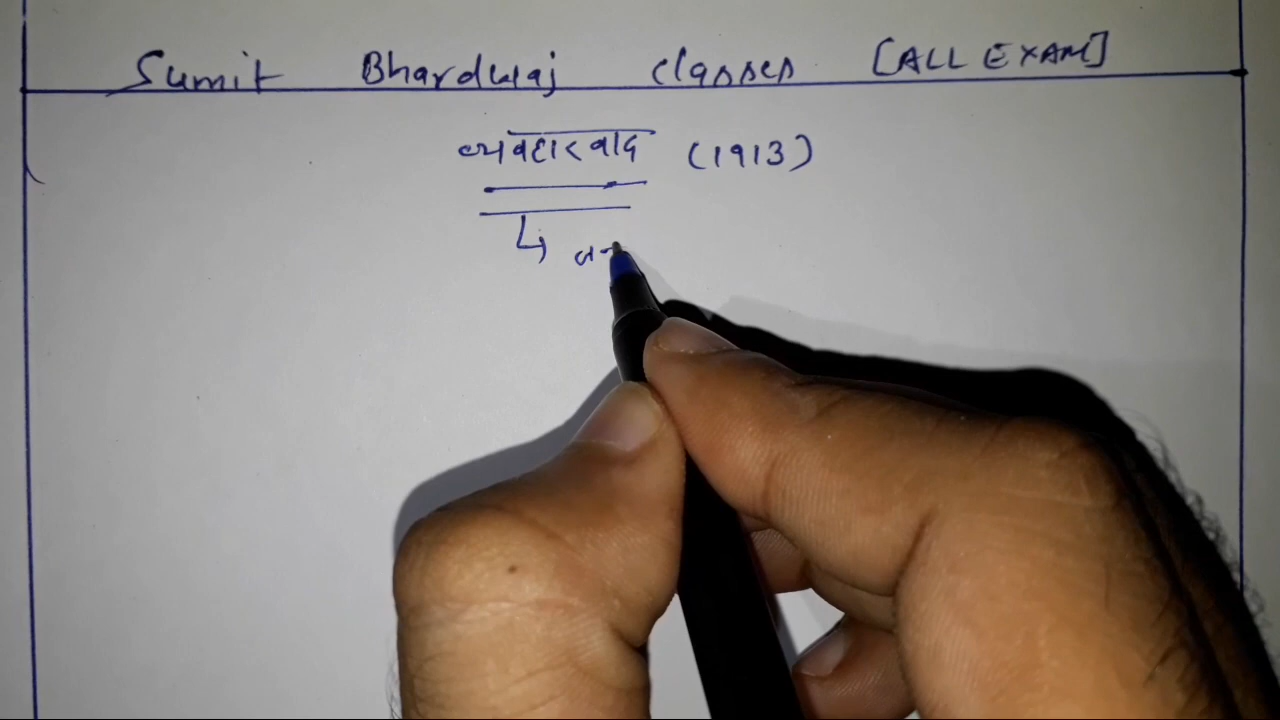 Sumit Bhardwaj classes [ALL EXAM]
व्यवहारवाद (1913)